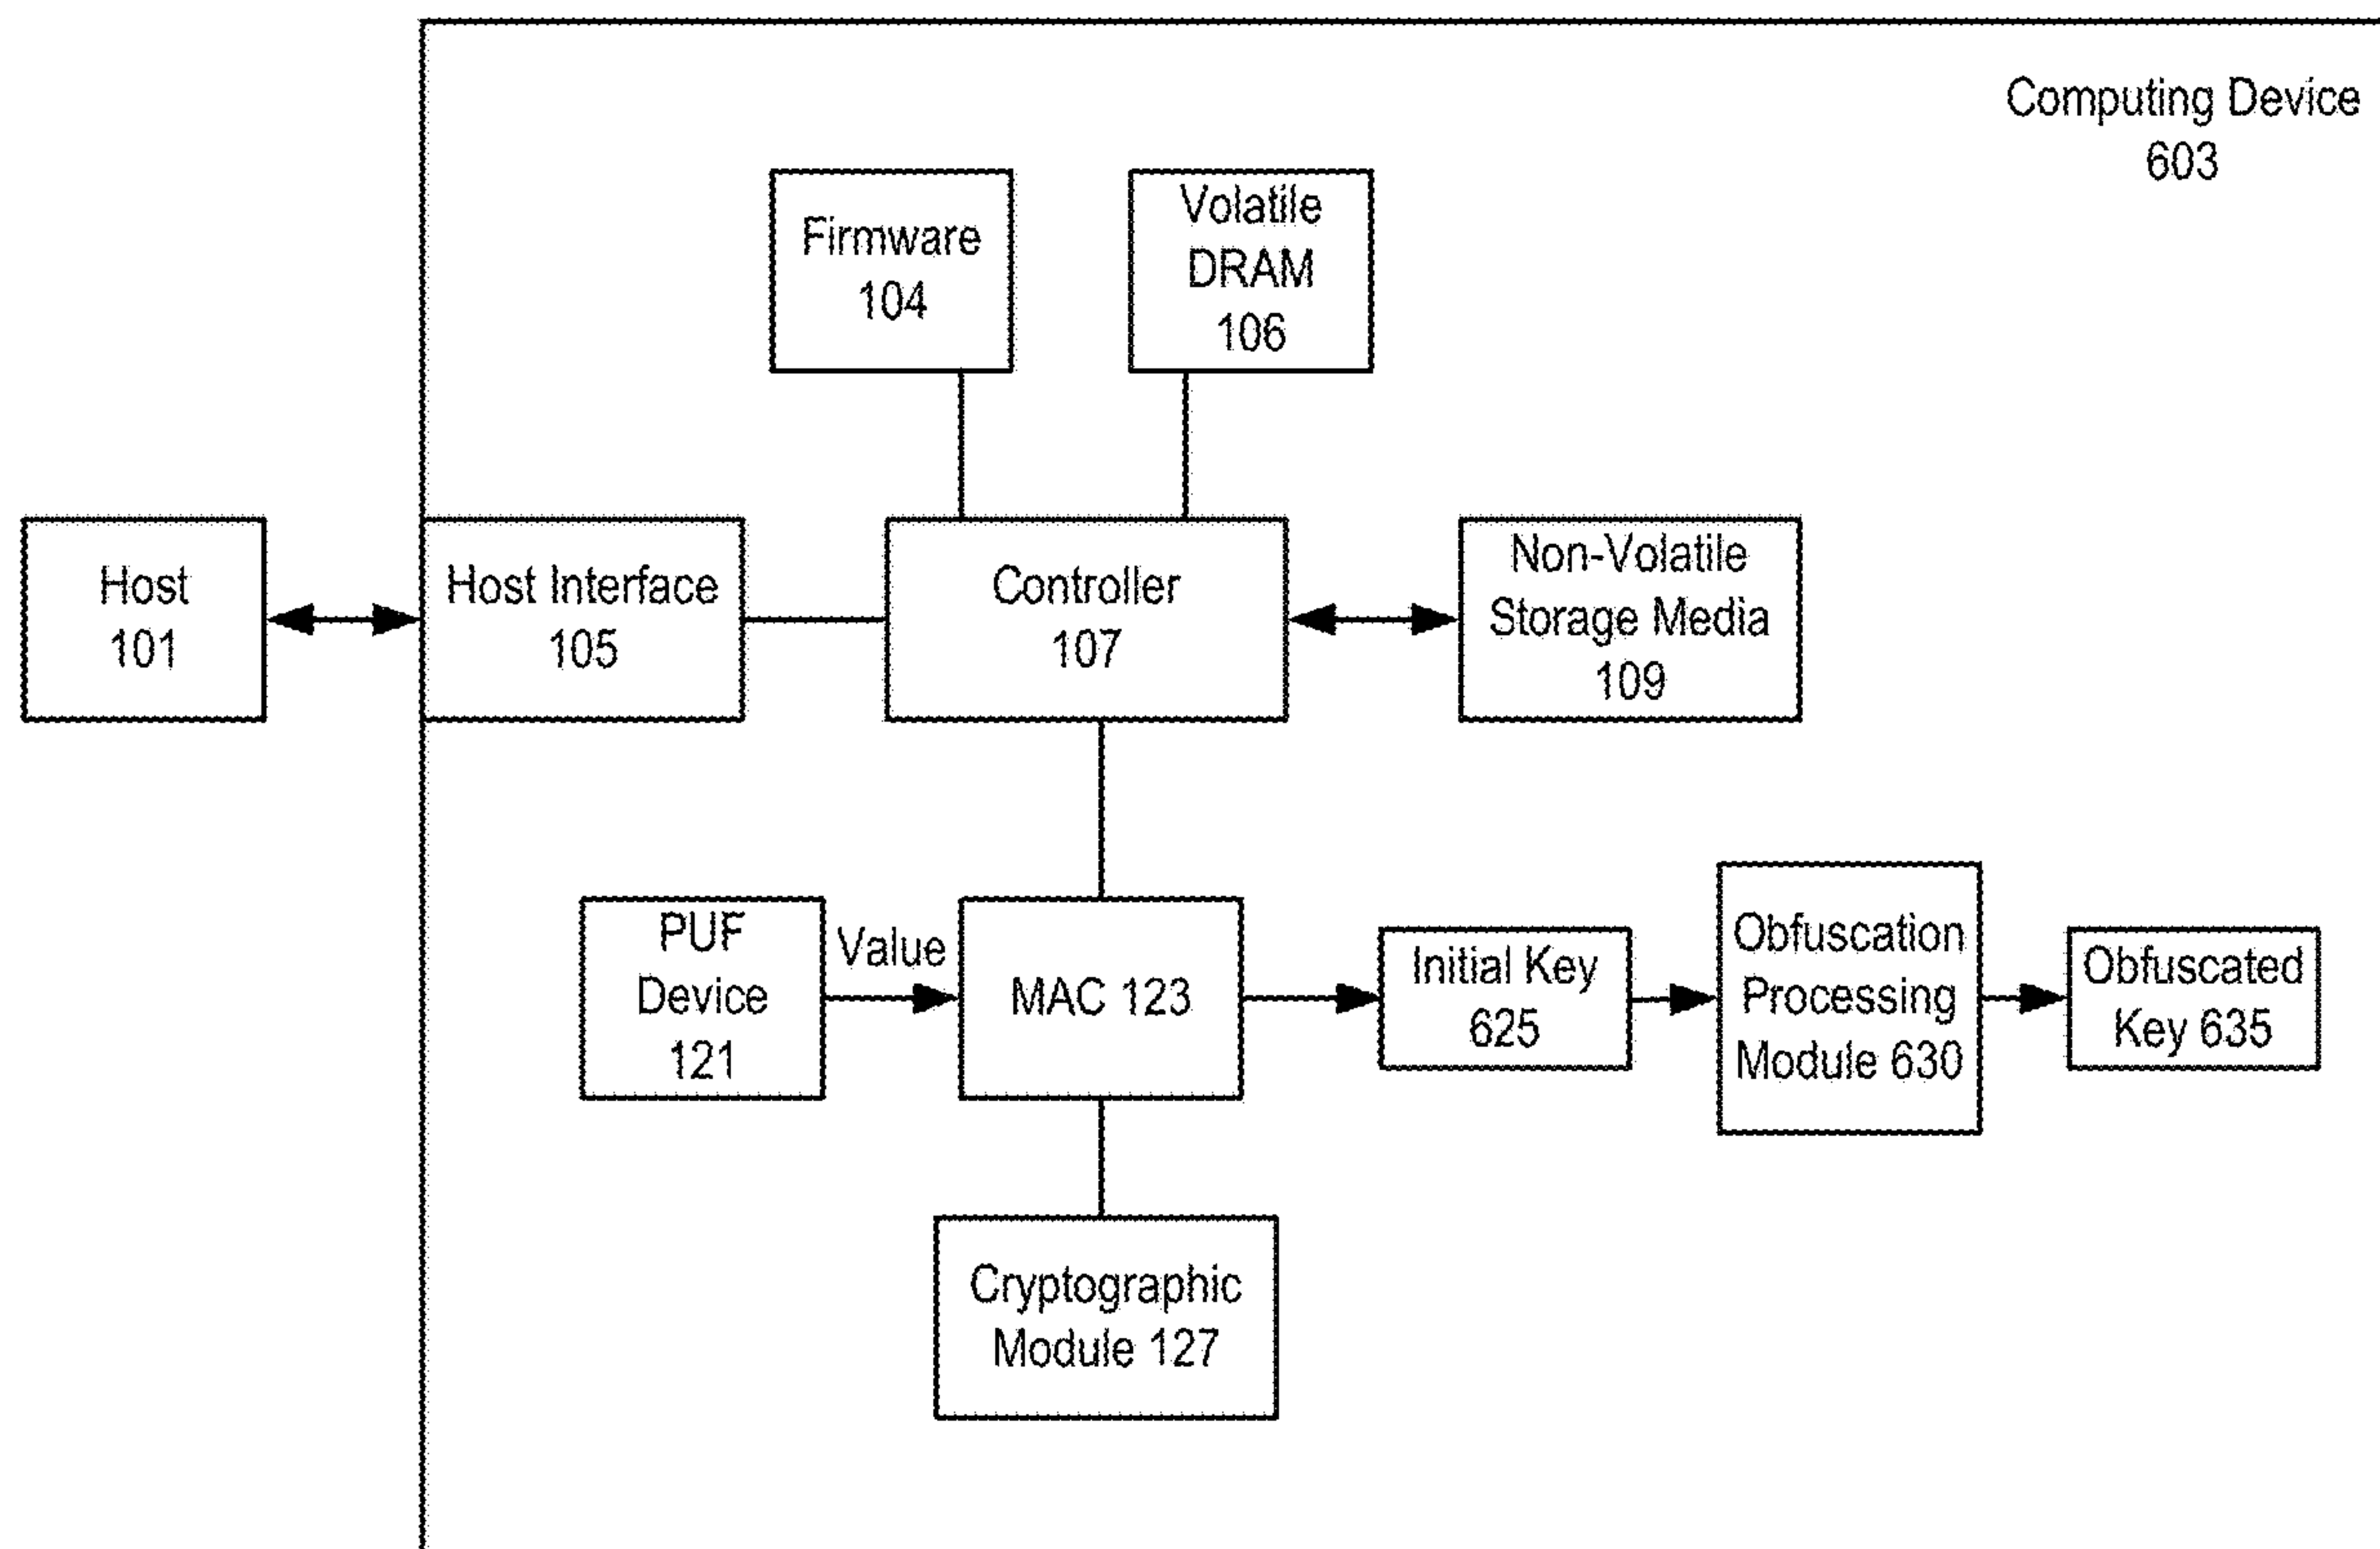 Computing Device
603
Firmware
104
Volatile
DRAM
106
Host
101
Host Interface
105
Controller
107
Non-Volatile
Storage Media
109
PUF
Device
121
Value
MAC 123
Initial Key
625
Obfuscation
Processing
Module 630
Obfuscated
Key 635
Cryptographic
Module 127